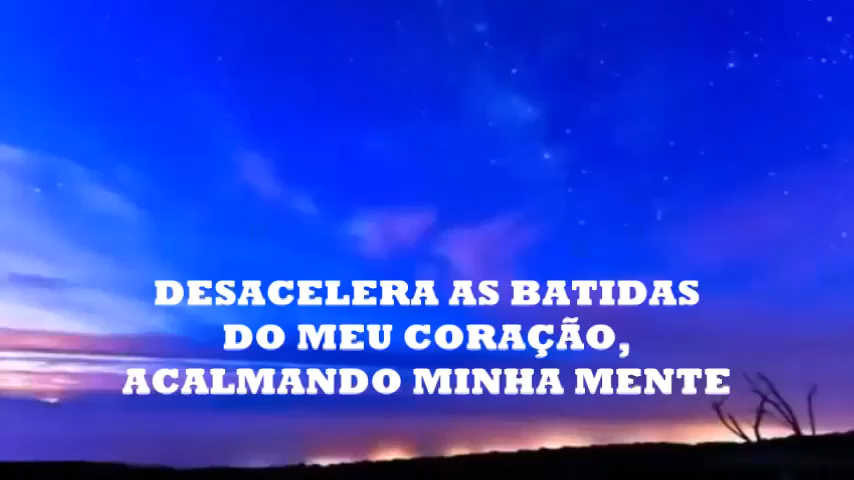 DESACELERA AS BATIDAS
DO MEU CORAÇÃO,
ACALMANDO MINHA MENTE